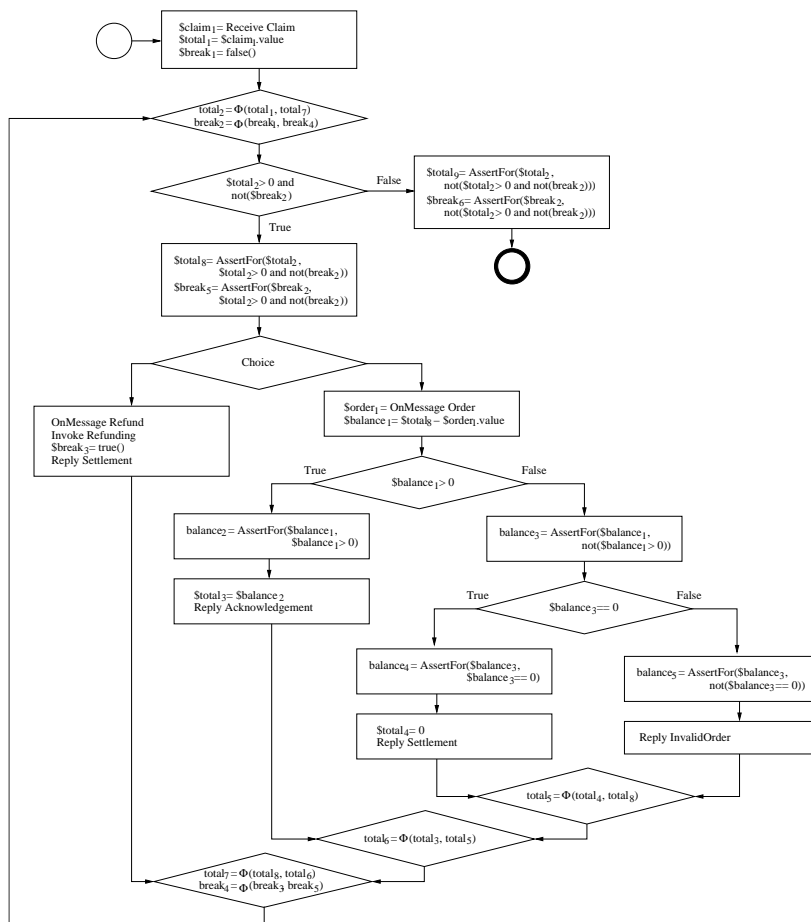 $claim₁= Receive Claim
$total₁= $claim₁.value
$break₁= false()
total₂=Φ(total₁, total₇)
break₂=Φ(break₁, break₄)
$total₂> 0 and
not($break₂)
False
$total₉= AssertFor($total₂,
not($total₂> 0 and not(break₂)))
$break₆= AssertFor($break₂,
not($total₂> 0 and not(break₂)))
True
$total₈= AssertFor($total₂,
$total₂> 0 and not(break₂))
$break₅= AssertFor($break₂,
$total₂> 0 and not(break₂))
Choice
OnMessage Refund
Invoke Refunding
$break₃= true()
Reply Settlement
$order₁= OnMessage Order
$balance₁= $total₈− $order₁.value
True
$balance₁> 0
False
balance₂= AssertFor($balance₁,
$balance₁> 0)
balance₃= AssertFor($balance₁,
not($balance₁> 0))
$total₃= $balance₂
Reply Acknowledgement
True
$balance₃== 0
False
balance₄= AssertFor($balance₃,
$balance₃== 0)
balance₅= AssertFor($balance₃,
not($balance₃== 0))
$total₄= 0
Reply Settlement
Reply InvalidOrder
total₅=Φ(total₄, total₈)
total₆=Φ(total₃, total₅)
total₇=Φ(total₈, total₆)
break₄=Φ(break₃, break₅)